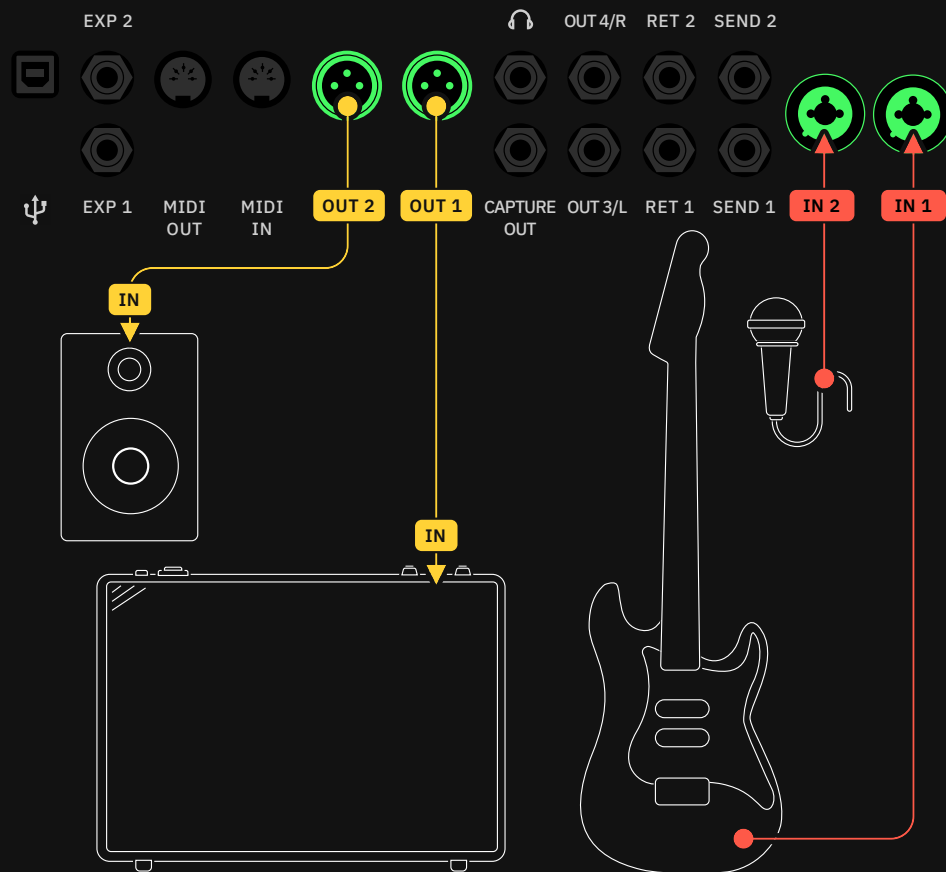 EXP 2
OUT 4/R
RET 2
SEND 2
EXP 1
MIDI
OUT
MIDI
IN
OUT 2
OUT 1
CAPTURE
OUT
OUT 3/L
RET 1
SEND 1
IN 2
IN 1
IN
IN